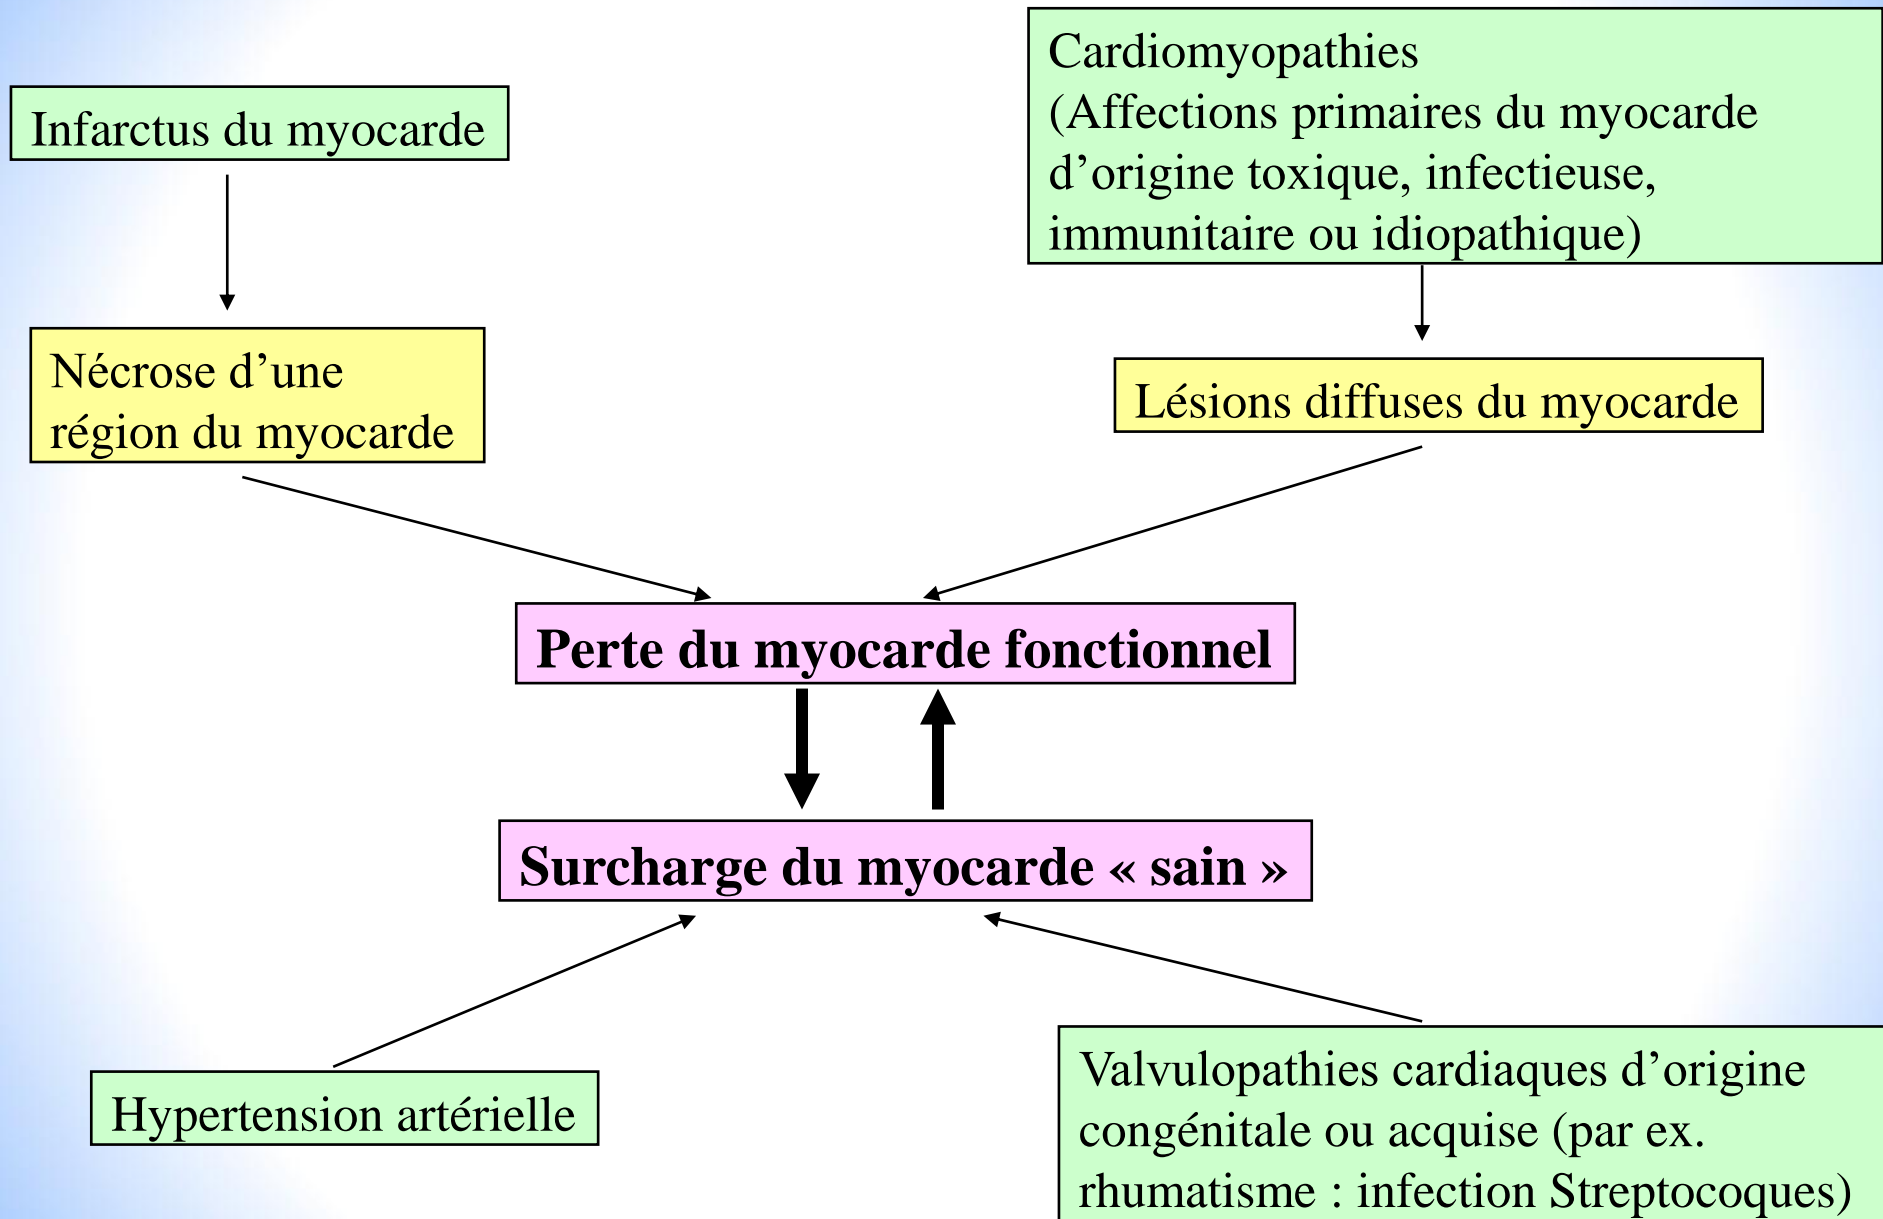 Infarctus du myocarde
Cardiomyopathies
(Affections primaires du myocarde
d’origine toxique, infectieuse,
immunitaire ou idiopathique)
Nécrose d’une
région du myocarde
Lésions diffuses du myocarde
Perte du myocarde fonctionnel
Surcharge du myocarde « sain »
Hypertension artérielle
Valvulopathies cardiaques d’origine
congénitale ou acquise (par ex.
rhumatisme : infection Streptocoques)